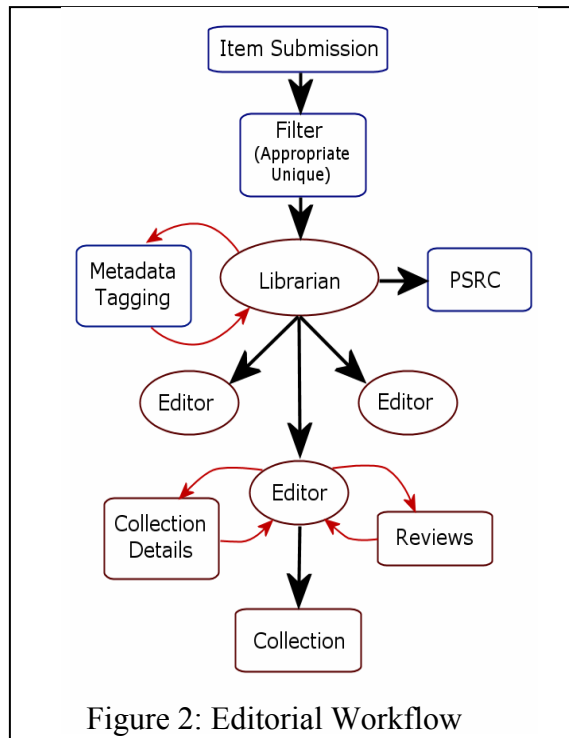 Item Submission
Filter
(Appropriate
Unique)
Metadata
Tagging
Librarian
PSRC
Editor
Editor
Editor
Collection
Details
Reviews
Collection
Figure 2: Editorial Workflow